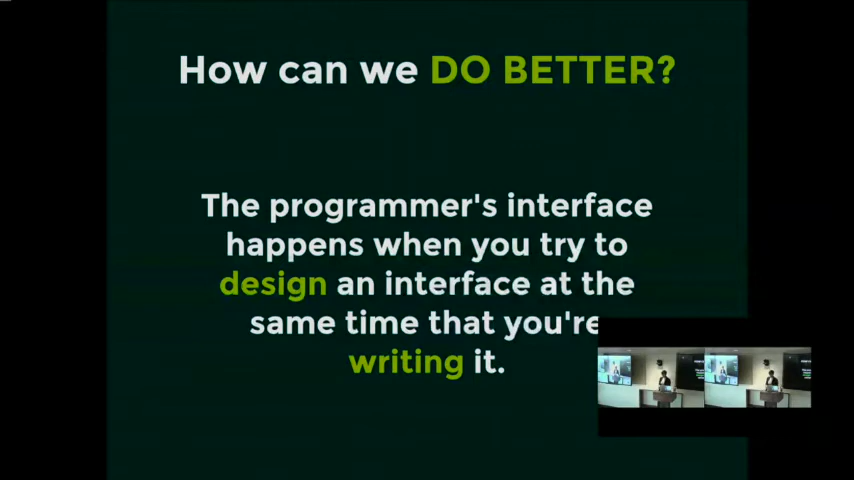 How can we DO BETTER?
The programmer's interface
happens when you try to
design an interface at the
same time that you're
writing it.